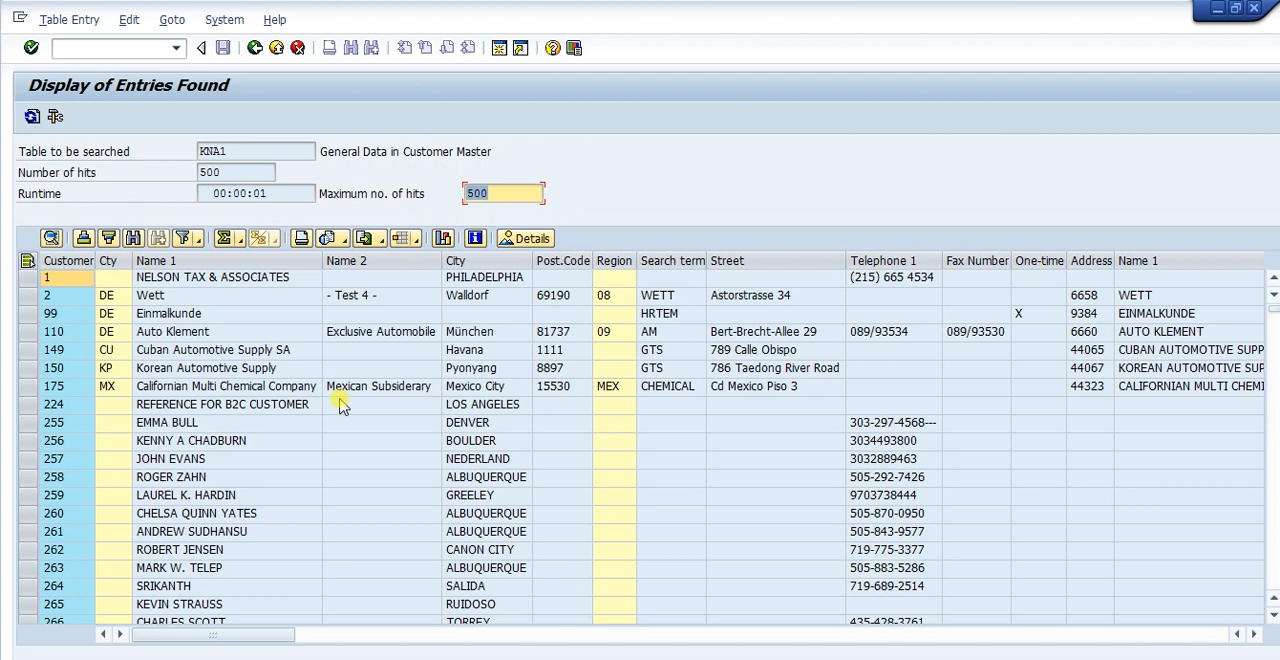 Table Entry Edit Goto System Help
Display of Entries Found
Table to be searched KNA1 General Data in Customer Master
Number of hits 500
Runtime 00:00:01 Maximum no. of hits 500
Details
Customer Cty Name 1 Name 2 City Post.Code Region Search term Street Telephone 1 Fax Number One-time Address Name 1
1 NELSON TAX & ASSOCIATES PHILADELPHIA (215) 665 4534
2 DE Wett - Test 4 - Walldorf 69190 08 WETT Astorstrasse 34 6658 WETT
99 DE Einmalkunde HRTEM X 9384 EINMALKUNDE
110 DE Auto Klement Exclusive Automobile München 81737 09 AM Bert-Brecht-Allee 29 089/93534 089/93530 6660 AUTO KLEMENT
149 CU Cuban Automotive Supply SA Havana 1111 GTS 789 Calle Obispo 44065 CUBAN AUTOMOTIVE SUPP
150 KP Korean Automotive Supply Pyonyang 8897 GTS 786 Taedong River Road 44067 KOREAN AUTOMOTIVE SUP
175 MX Californian Multi Chemical Company Mexican Subsiderary Mexico City 15530 MEX CHEMICAL Cd Mexico Piso 3 44323 CALIFORNIAN MULTI CHEMI
224 REFERENCE FOR B2C CUSTOMER LOS ANGELES
255 EMMA BULL DENVER 303-297-4568---
256 KENNY A CHADBURN BOULDER 3034493800
257 JOHN EVANS NEDERLAND 3032889463
258 ROGER ZAHN ALBUQUERQUE 505-292-7426
259 LAUREL K. HARDIN GREELEY 9703738444
260 CHELSA QUINN YATES ALBUQUERQUE 505-870-0950
261 ANDREW SUDHANSU ALBUQUERQUE 505-843-9577
262 ROBERT JENSEN CANON CITY 719-775-3377
263 MARK W. TELEP ALBUQUERQUE 505-883-5286
264 SRIKANTH SALIDA 719-689-2514
265 KEVIN STRAUSS RUIDOSO
266 CHARLES SCOTT TORREY 435-428-3761